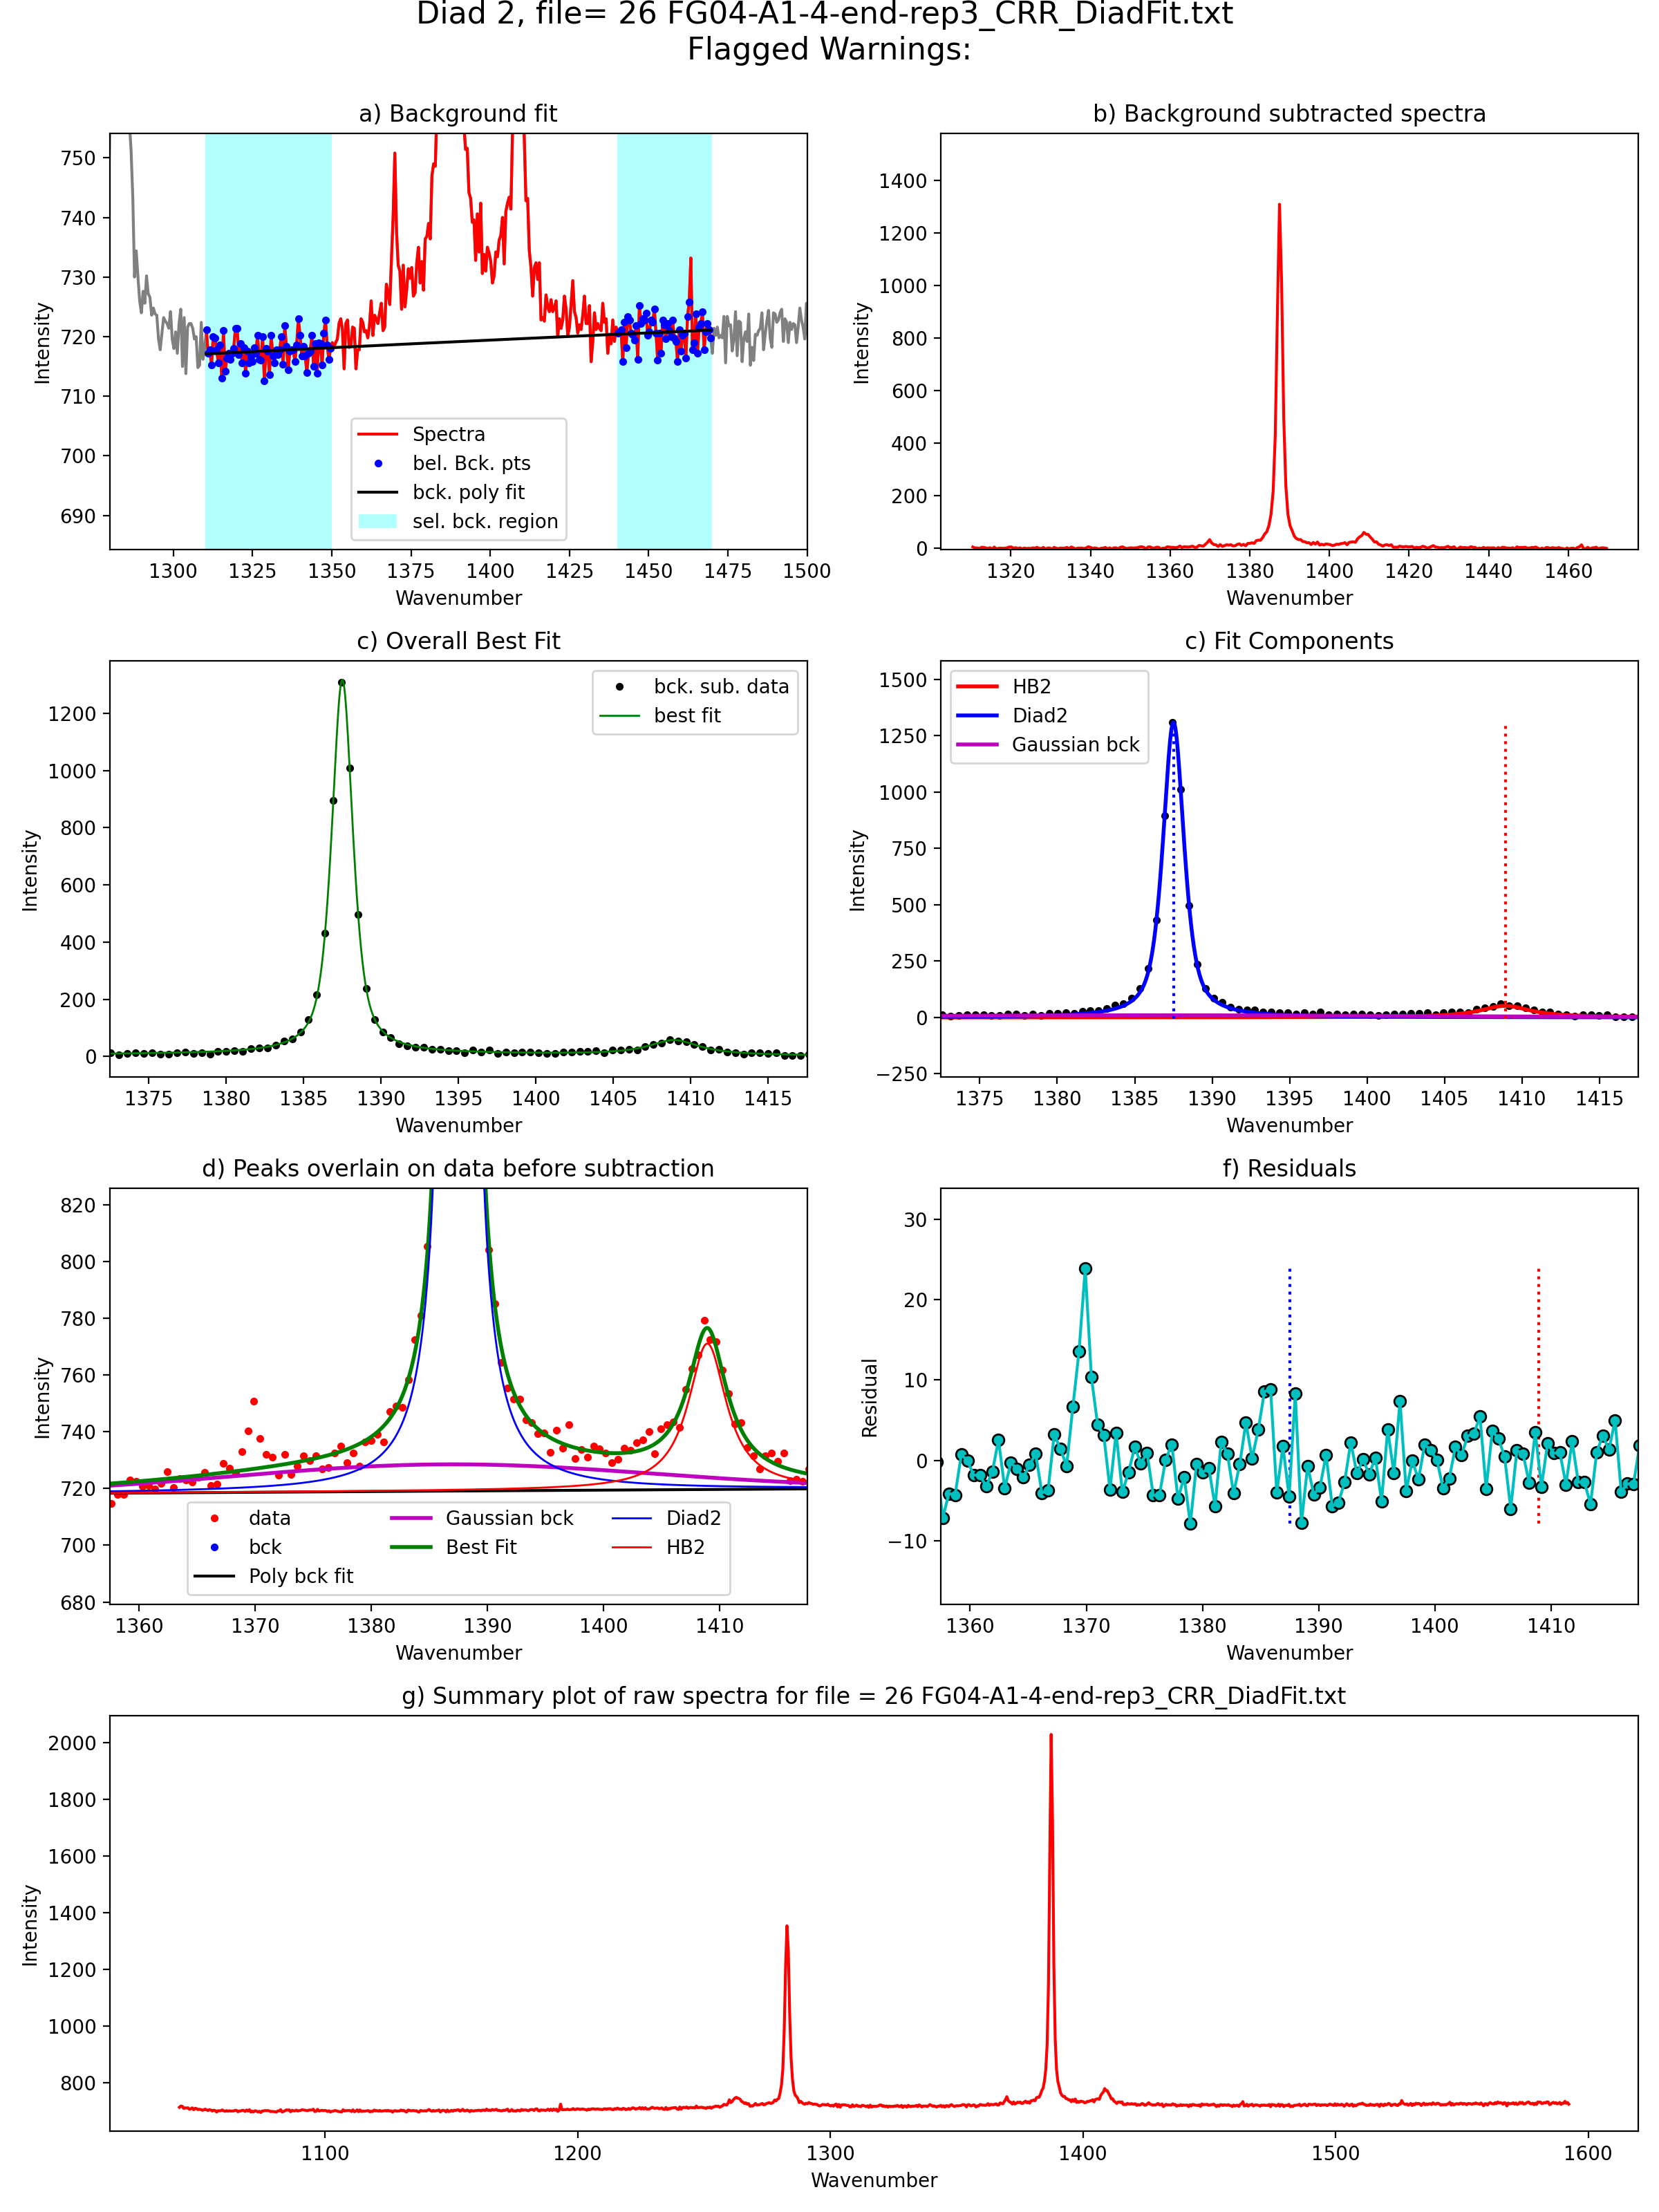 Diad 2, file= 26 FG04-A1-4-end-rep3_CRR_DiadFit.txt
Flagged Warnings:
a) Background fit
750
740
730
720
710
700
690
Intensity
Spectra
bel. Bck. pts
bck. poly fit
sel. bck. region
1300 1325 1350 1375 1400 1425 1450 1475 1500
Wavenumber
b) Background subtracted spectra
1400
1200
1000
800
600
400
200
0
Intensity
1320 1340 1360 1380 1400 1420 1440 1460
Wavenumber
c) Overall Best Fit
1200
1000
800
600
400
200
0
Intensity
bck. sub. data
best fit
1375 1380 1385 1390 1395 1400 1405 1410 1415
Wavenumber
c) Fit Components
1500
1250
1000
750
500
250
0
−250
Intensity
HB2
Diad2
Gaussian bck
1375 1380 1385 1390 1395 1400 1405 1410 1415
Wavenumber
d) Peaks overlain on data before subtraction
820
800
780
760
740
720
700
680
Intensity
data
bck
Poly bck fit
Gaussian bck
Best Fit
Diad2
HB2
1360 1370 1380 1390 1400 1410
Wavenumber
f) Residuals
30
20
10
0
−10
Residual
1360 1370 1380 1390 1400 1410
Wavenumber
g) Summary plot of raw spectra for file = 26 FG04-A1-4-end-rep3_CRR_DiadFit.txt
2000
1800
1600
1400
1200
1000
800
Intensity
1100 1200 1300 1400 1500 1600
Wavenumber